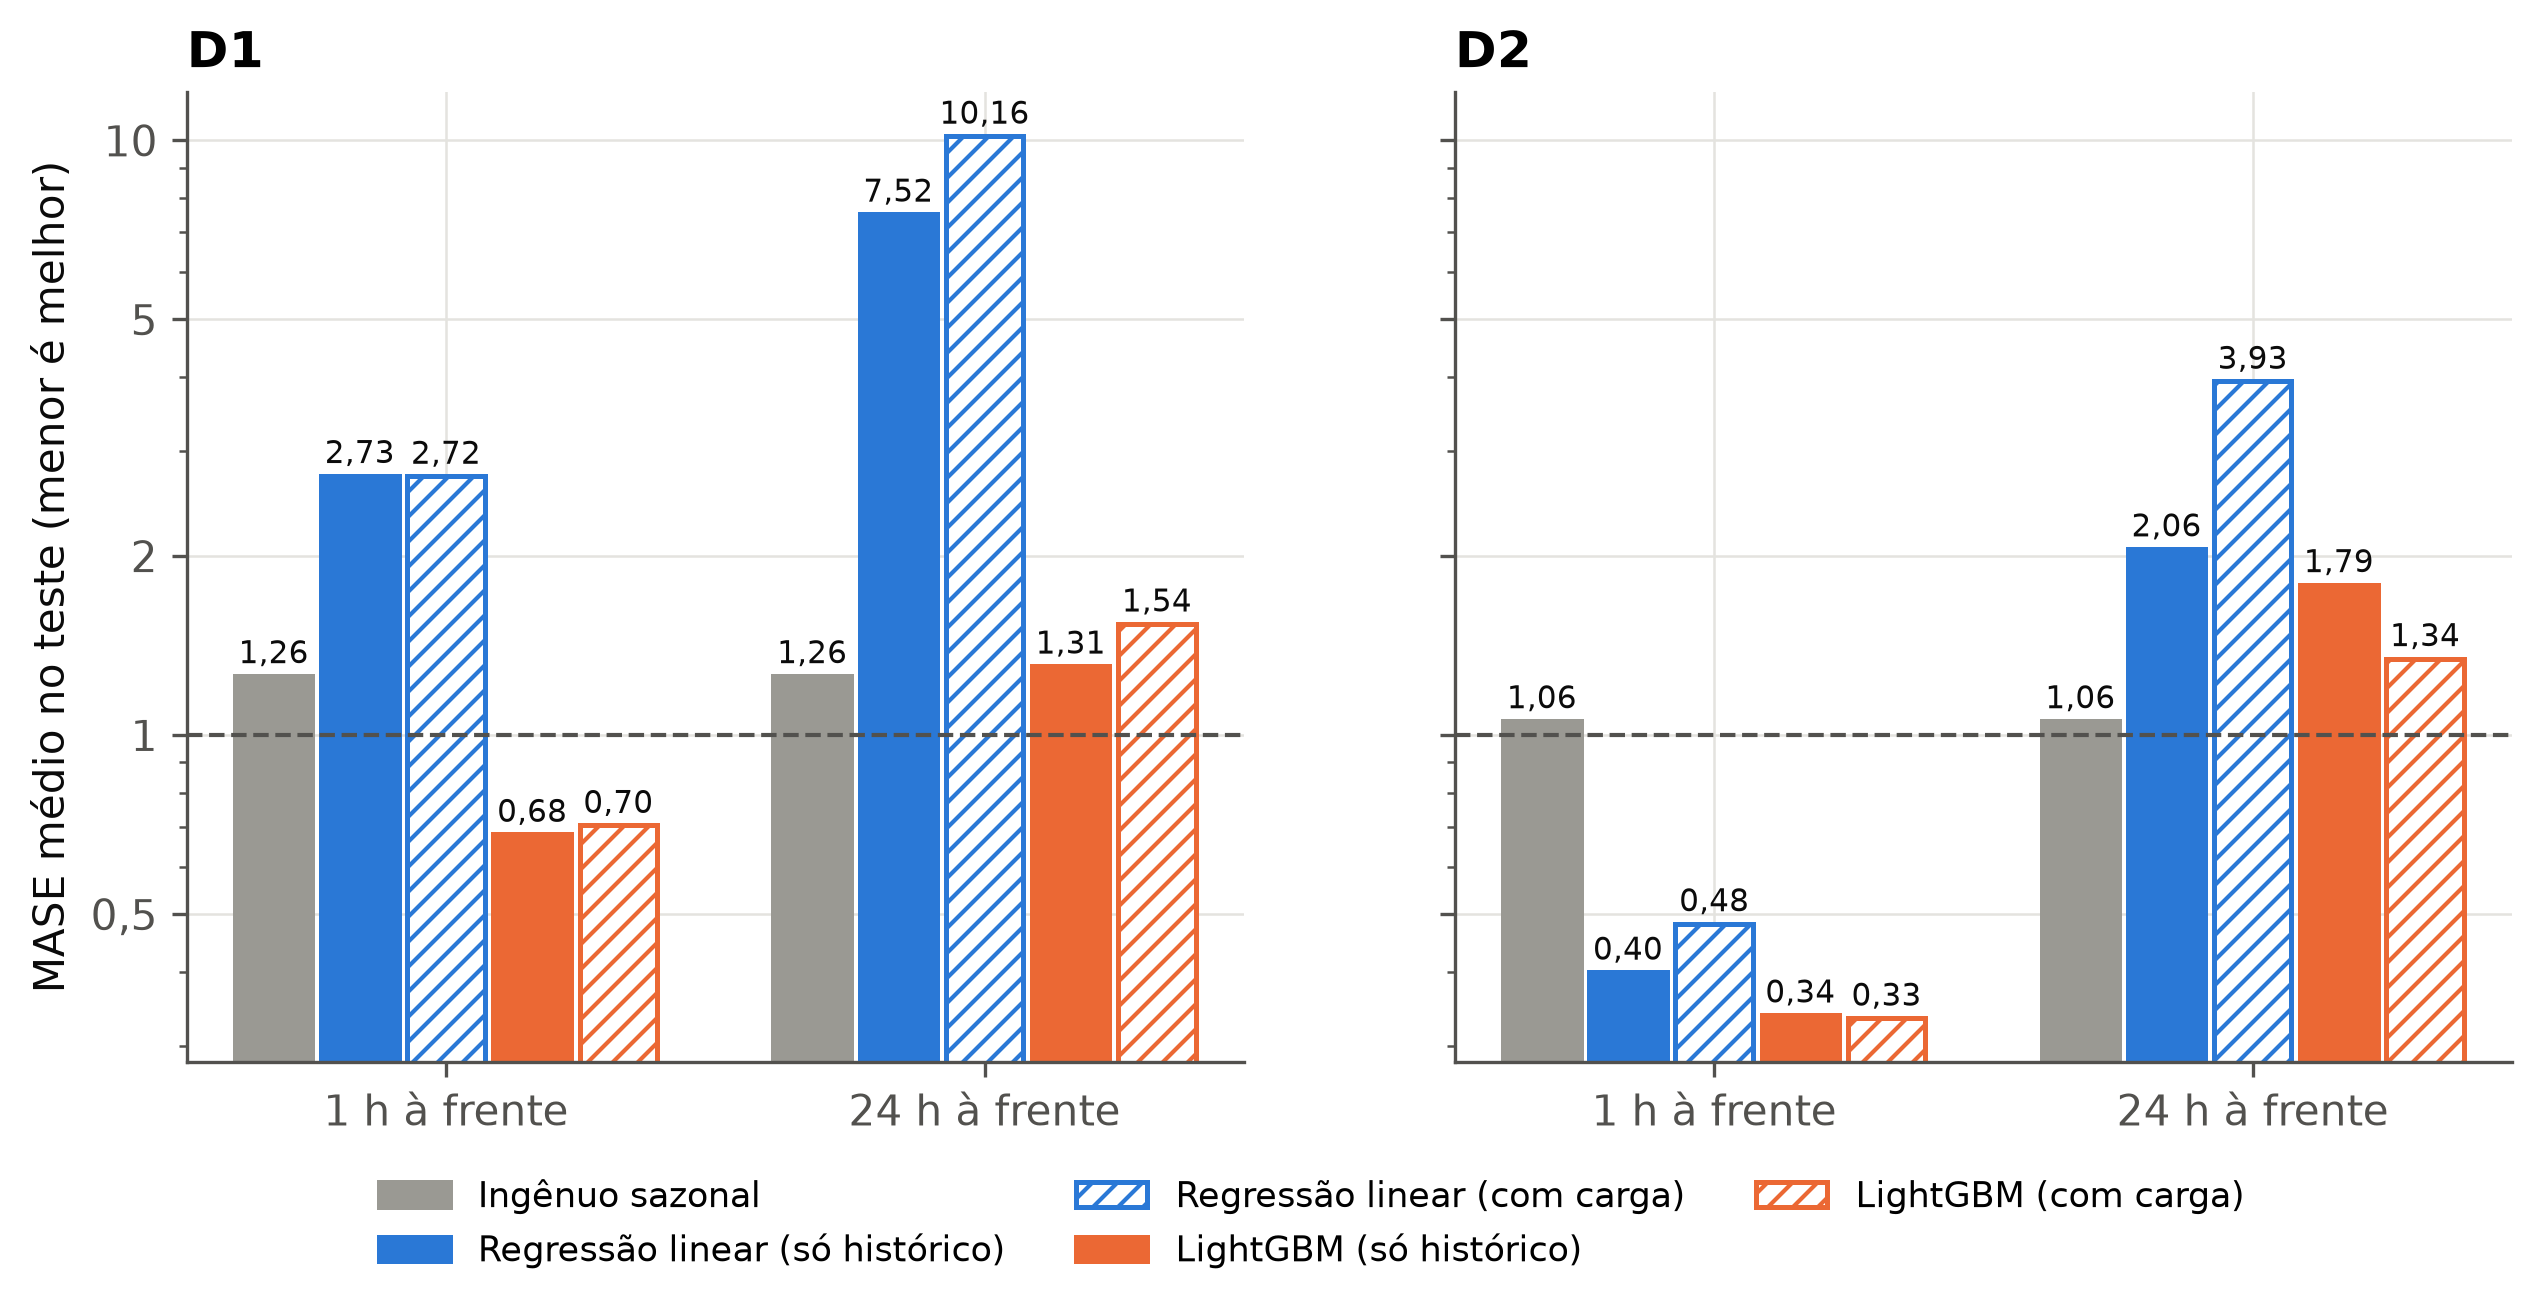 D1
MASE médio no teste (menor é melhor)
10
5
2
1
0,5
1,26
2,73
2,72
0,68
0,70
1,26
7,52
10,16
1,31
1,54
1 h à frente
24 h à frente
D2
1,06
0,40
0,48
0,34
0,33
1,06
2,06
3,93
1,79
1,34
1 h à frente
24 h à frente
Ingênuo sazonal
Regressão linear (só histórico)
Regressão linear (com carga)
LightGBM (só histórico)
LightGBM (com carga)